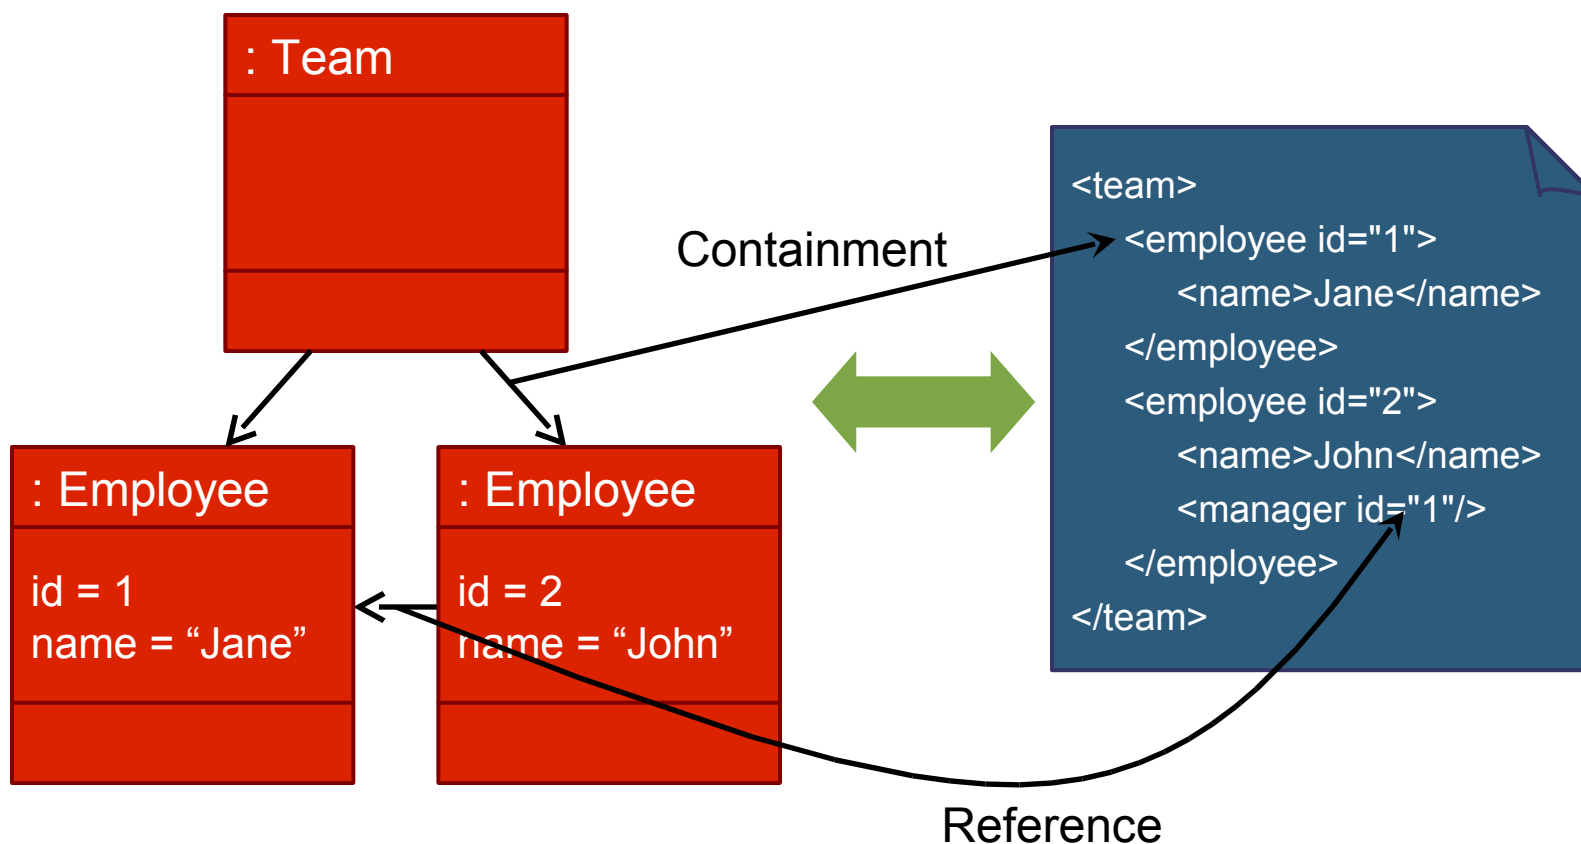 : Team
Containment
: Employee
id = 1
name = “Jane”
: Employee
id = 2
name = “John”
<team>
<employee id="1">
<name>Jane</name>
</employee>
<employee id="2">
<name>John</name>
<manager id="1"/>
</employee>
</team>
Reference